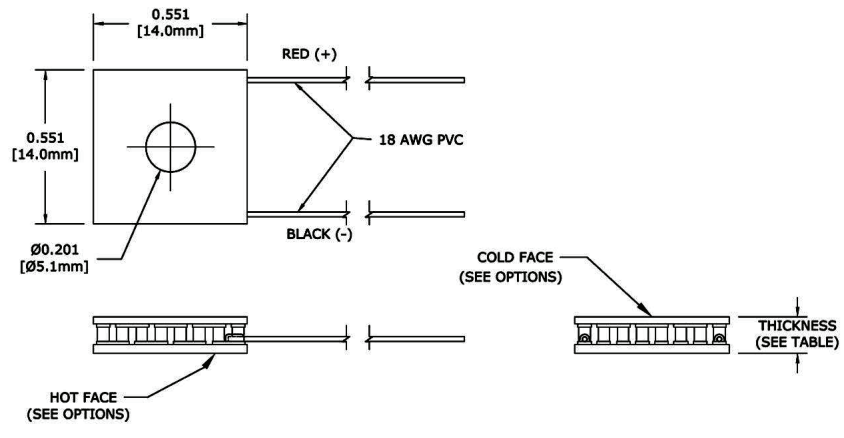 0.551
[14.0mm]
RED (+)
0.551
[14.0mm]
18 AWG PVC
Ø0.201
[Ø5.1mm]
BLACK (-)
COLD FACE
(SEE OPTIONS)
THICKNESS
(SEE TABLE)
HOT FACE
(SEE OPTIONS)